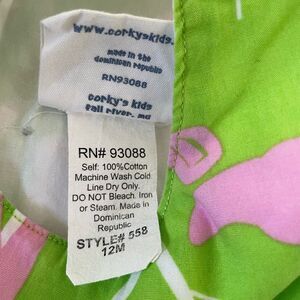 www.corkyskids.
made in the
dominican republic
RN93088
corky's kids
fall river, ma
RN# 93088
Self: 100%Cotton
Machine Wash Cold
Line Dry Only.
DO NOT Bleach. Iron
or Steam. Made in
Dominican
Republic
STYLE# 558
12M